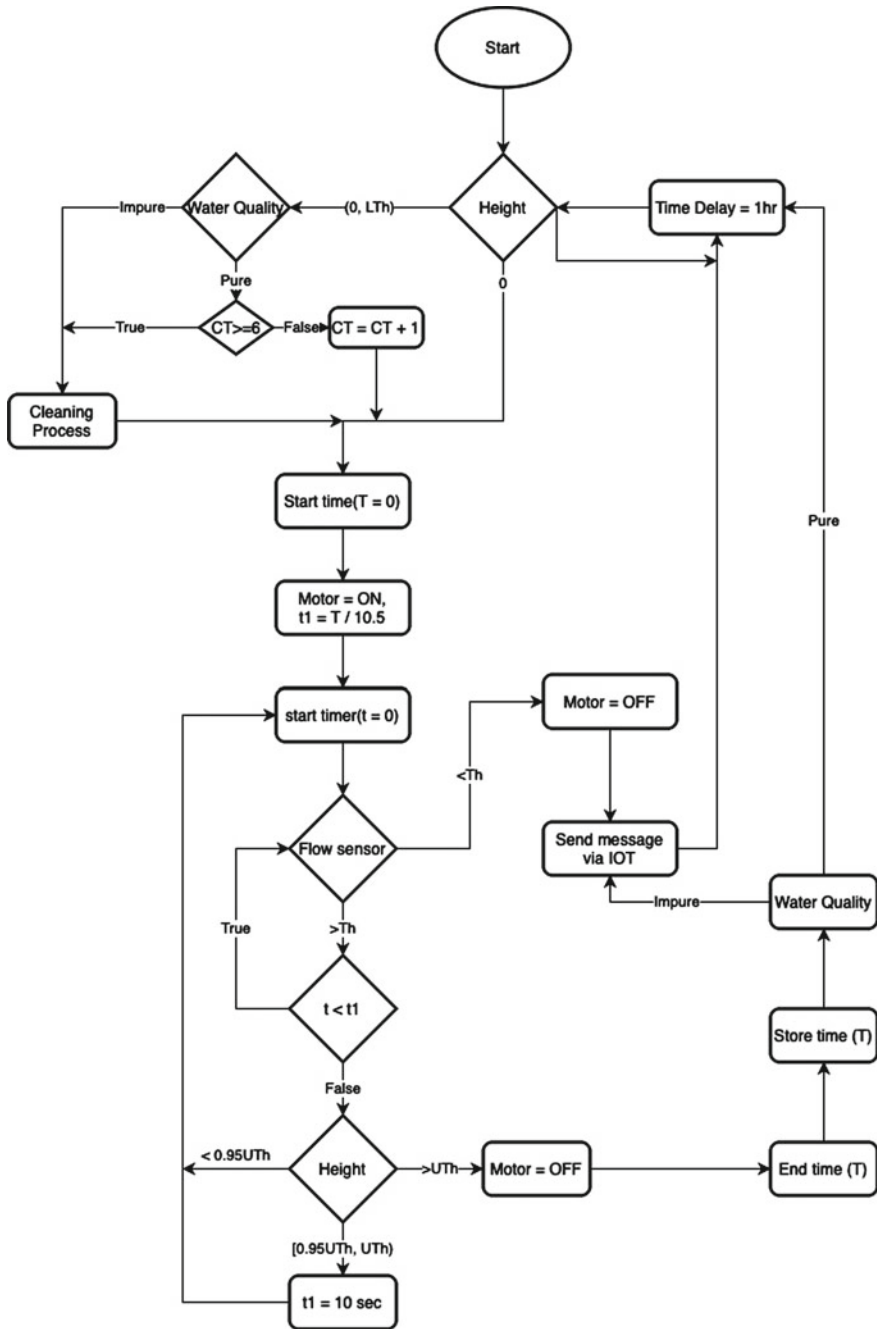 Start
Impure
Water Quality
(0, LTh)
Height
Time Delay = 1hr
Pure
0
True
CT>=6
False
CT = CT + 1
Cleaning
Process
Start time(T = 0)
Pure
Motor = ON,
t1 = T / 10.5
start timer(t = 0)
Motor = OFF
<Th
Flow sensor
Send message
via IOT
Impure
Water Quality
True
>Th
t < t1
Store time (T)
False
< 0.95UTh
Height
>UTh
Motor = OFF
End time (T)
[0.95UTh, UTh)
t1 = 10 sec